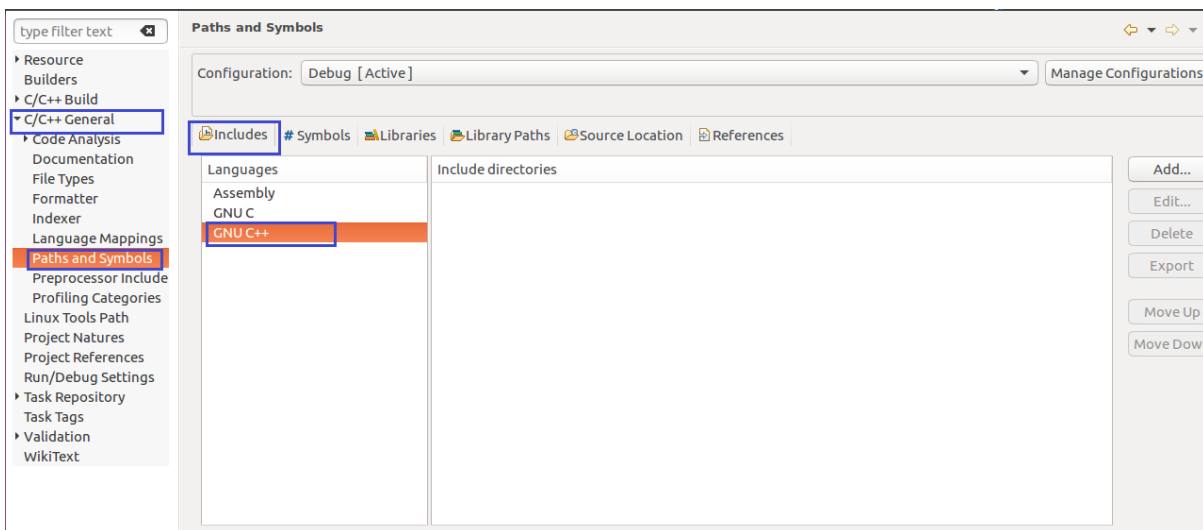 type filter text
Resource
Builders
C/C++ Build
C/C++ General
Code Analysis
Documentation
File Types
Formatter
Indexer
Language Mappings
Paths and Symbols
Preprocessor Include
Profiling Categories
Linux Tools Path
Project Natures
Project References
Run/Debug Settings
Task Repository
Task Tags
Validation
WikiText
Paths and Symbols
Configuration: Debug [Active] Manage Configurations
Includes # Symbols Libraries Library Paths Source Location References
Languages Include directories
Assembly
GNU C
GNU C++
Add...
Edit...
Delete
Export
Move Up
Move Dow